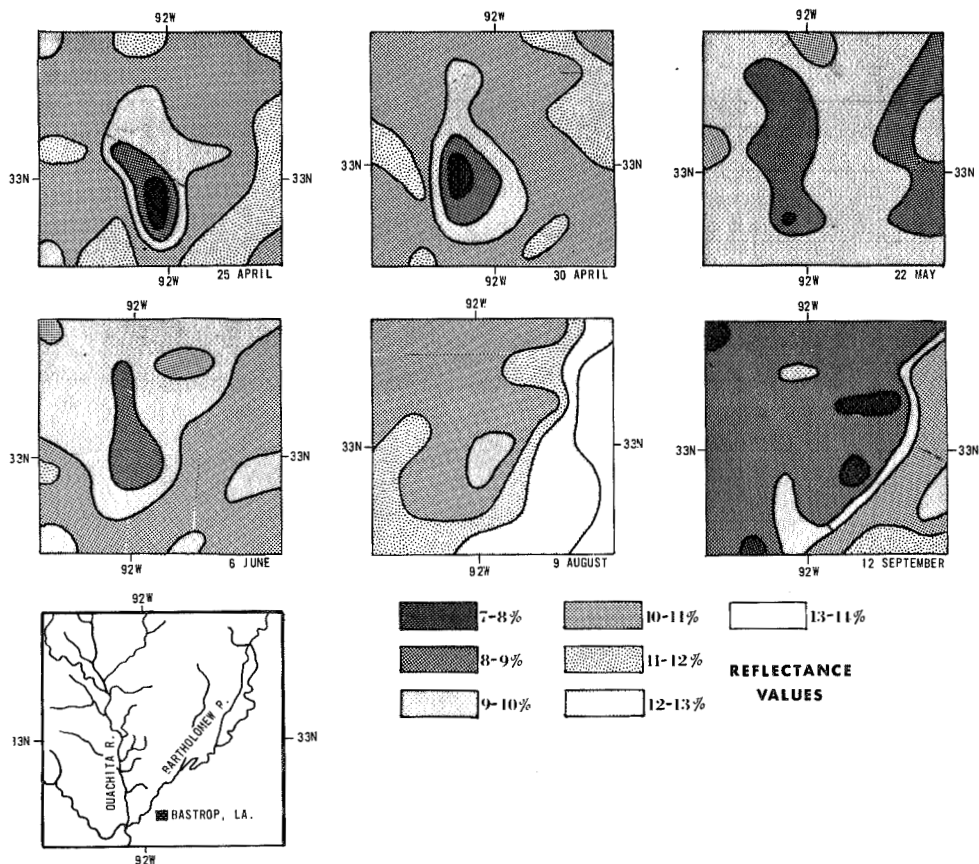 92W 92W 92W
33N 33N 33N 33N
25 APRIL 30 APRIL 22 MAY
92W 92W 92W
92W 92W 92W
33N 33N 33N 33N 33N
6 JUNE 9 AUGUST 12 SEPTEMBER
92W 92W 92W
92W
7-8% 10-11% 13-14%
8-9% 11-12% REFLECTANCE
9-10% 12-13% VALUES
OUACHITA R.
BARTHOLOMEW R.
33N 33N
BASTROP, LA.
92W